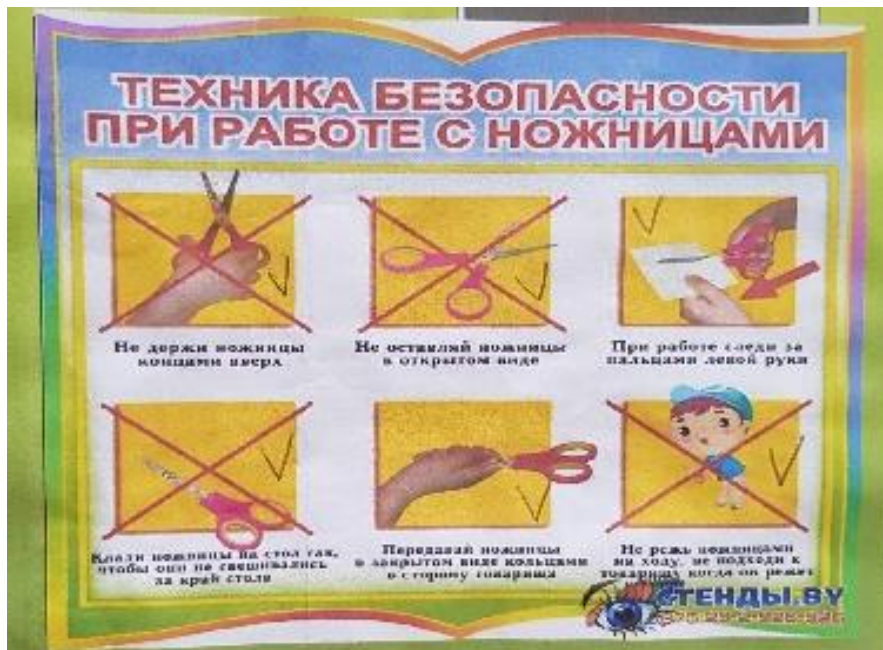 ТЕХНИКА БЕЗОПАСНОСТИ
ПРИ РАБОТЕ С НОЖНИЦАМИ
Не держи ножницы
концами вверх
Не оставляй ножницы
в открытом виде
При работе следи за
пальцами левой руки
Клади ножницы на стол так,
чтобы они не свешивались
за край стола
Передавай ножницы
в закрытом виде кольцами
в сторону товарища
Не режь ножницами
на ходу, не подходи к
товарищу когда он режет
СТЕНДЫ.BY